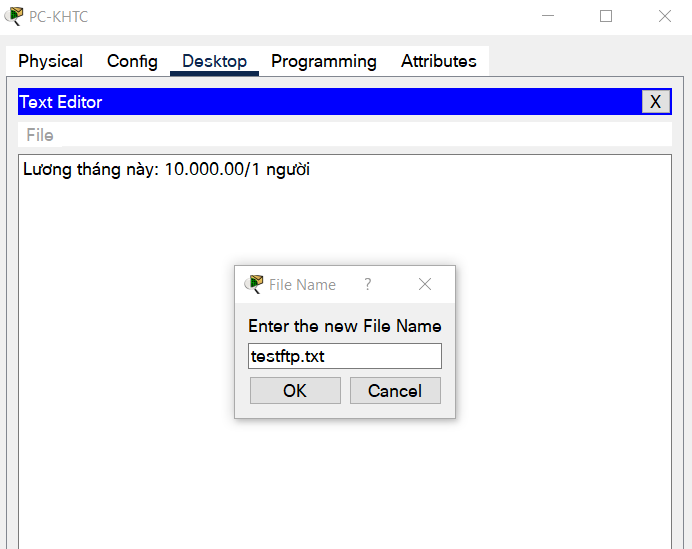 PC-KHTC
Physical Config Desktop Programming Attributes
Text Editor X
File
Lương tháng này: 10.000.00/1 người
File Name ?
Enter the new File Name
testftp.txt
OK Cancel